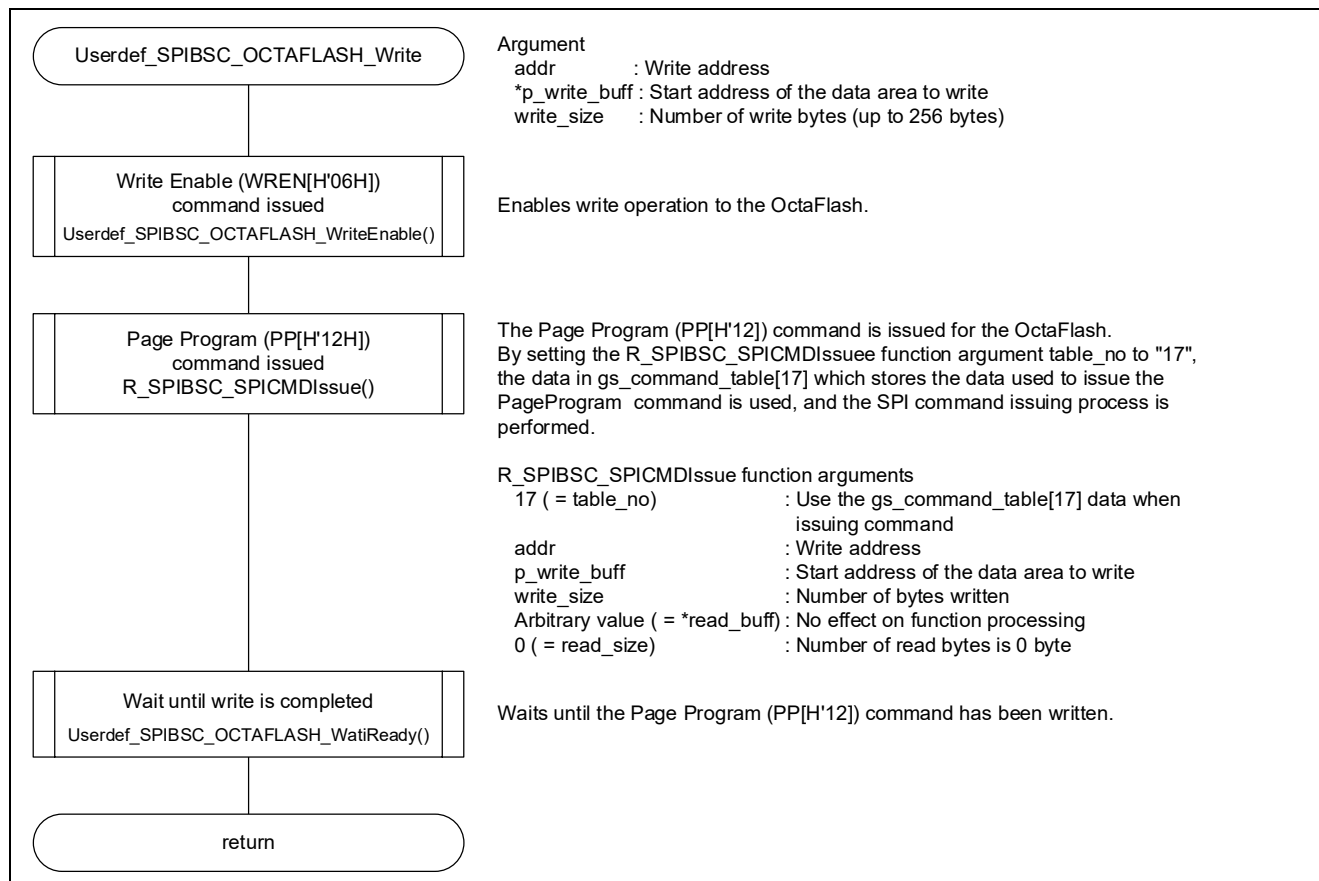 Userdef_SPIBSC_OCTAFLASH_Write
Argument
addr : Write address
*p_write_buff : Start address of the data area to write
write_size : Number of write bytes (up to 256 bytes)
Write Enable (WREN[H'06H])
command issued
Userdef_SPIBSC_OCTAFLASH_WriteEnable()
Enables write operation to the OctaFlash.
Page Program (PP[H'12H])
command issued
R_SPIBSC_SPICMDIssue()
The Page Program (PP[H'12]) command is issued for the OctaFlash.
By setting the R_SPIBSC_SPICMDIssuee function argument table_no to "17",
the data in gs_command_table[17] which stores the data used to issue the
PageProgram command is used, and the SPI command issuing process is
performed.
R_SPIBSC_SPICMDIssue function arguments
17 ( = table_no) : Use the gs_command_table[17] data when
issuing command
addr : Write address
p_write_buff : Start address of the data area to write
write_size : Number of bytes written
Arbitrary value ( = *read_buff) : No effect on function processing
0 ( = read_size) : Number of read bytes is 0 byte
Wait until write is completed
Userdef_SPIBSC_OCTAFLASH_WatiReady()
Waits until the Page Program (PP[H'12]) command has been written.
return